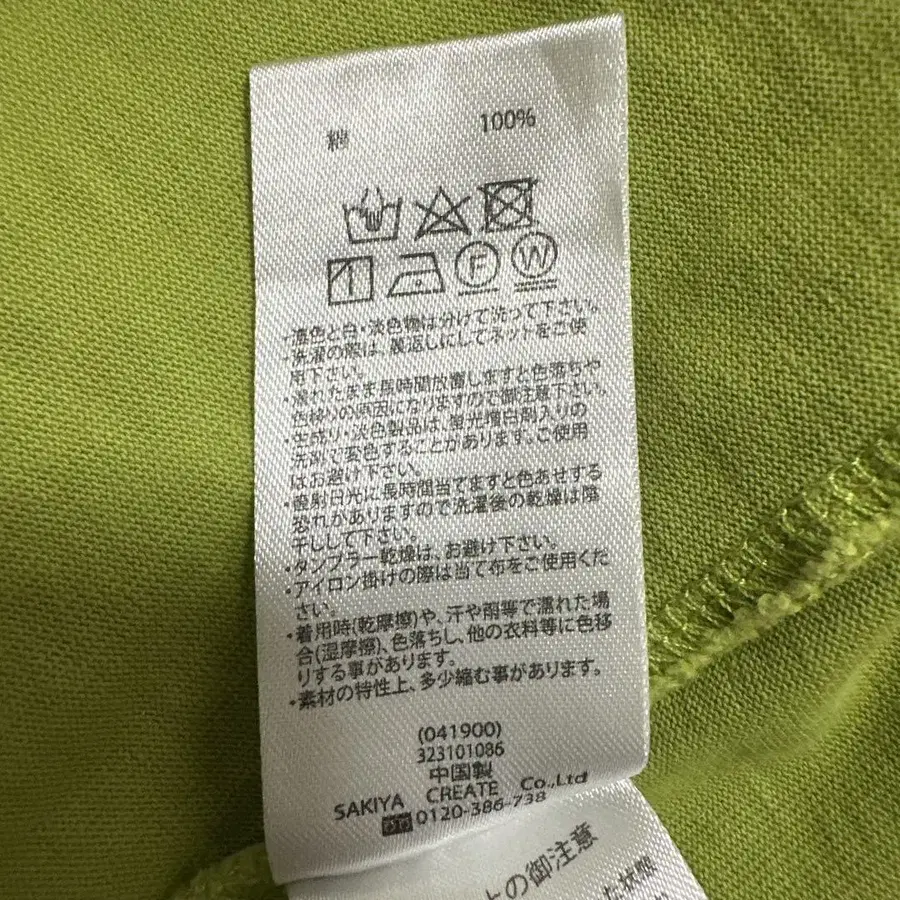 綿 100%
F W
・濃色と白・淡色物は分けて洗って下さい。
・洗濯の際は、裏返しにしてネットをご使
用下さい。
・濡れたまま長時間放置しますと色落ちや
色移りの原因になりますので御注意下さい。
・生成り・淡色製品は、蛍光増白剤入りの
洗剤で変色することがあります。ご使用
はお避け下さい。
・直射日光に長時間当てますと色あせする
恐れがありますので洗濯後の乾燥は陰
干しして下さい。
・タンブラー乾燥は、お避け下さい。
・アイロン掛けの際は当て布をご使用くだ
さい。
・着用時(乾摩擦)や、汗や雨等で濡れた場
合(湿摩擦)、色落ちし、他の衣料等に色移
りする事があります。
・素材の特性上、多少縮む事があります。
(041900)
323101086
中国製
SAKIYA CREATE Co.,Ltd
0120-386-738
の御注意
た状態